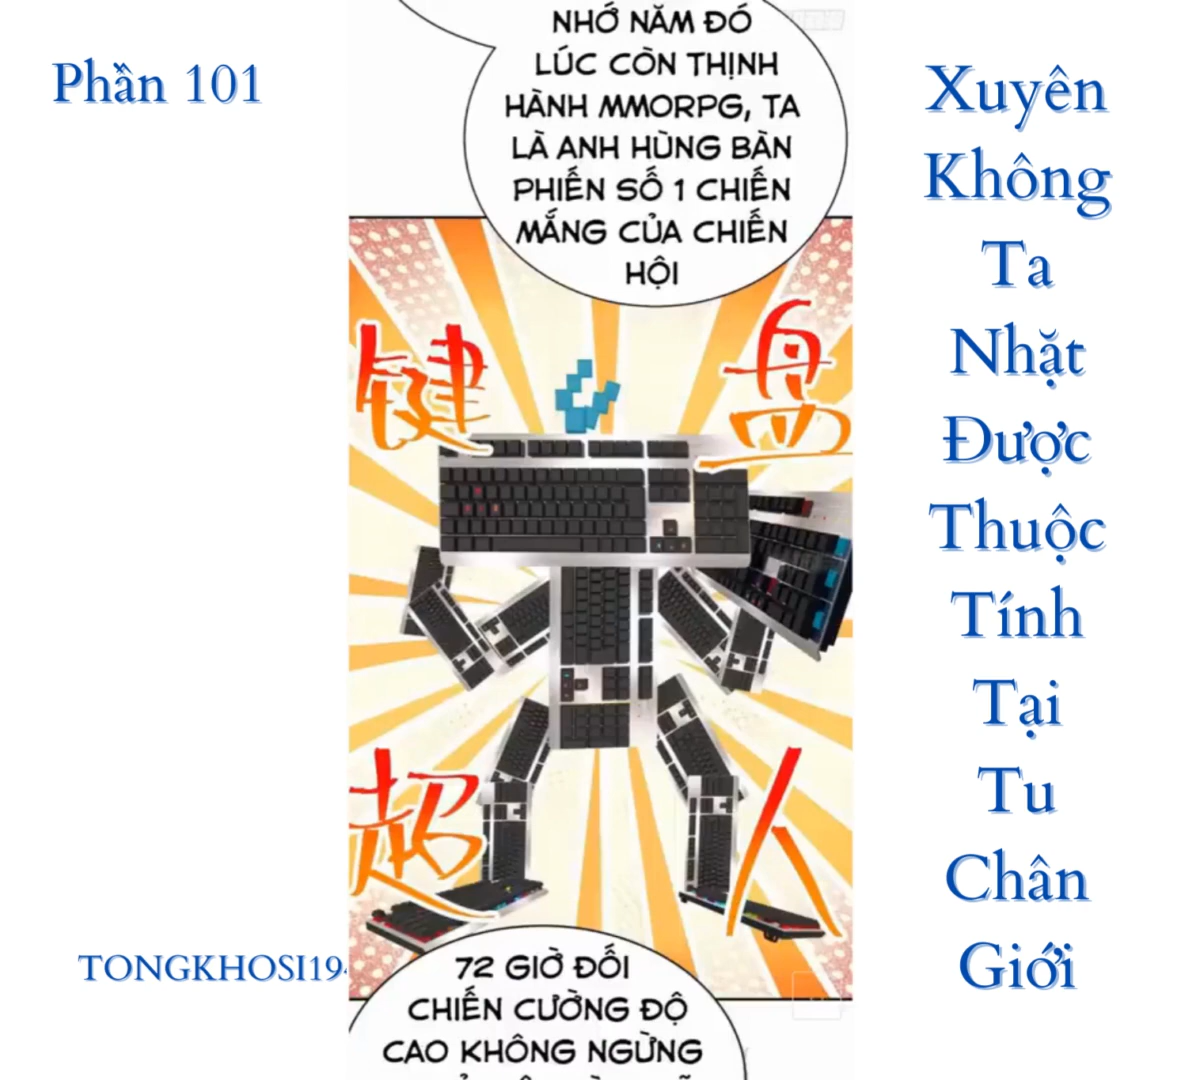 Phần 101
NHỚ NĂM ĐÓ
LÚC CÒN THỊNH
HÀNH MMORPG, TA
LÀ ANH HÙNG BÀN
PHIẾN SỐ 1 CHIẾN
MẮNG CỦA CHIẾN
HỘI
键 盘
超 人
72 GIỜ ĐỐI
CHIẾN CƯỜNG ĐỘ
CAO KHÔNG NGỪNG
TONGKHOSI19
Xuyên
Không
Ta
Nhặt
Được
Thuộc
Tính
Tại
Tu
Chân
Giới